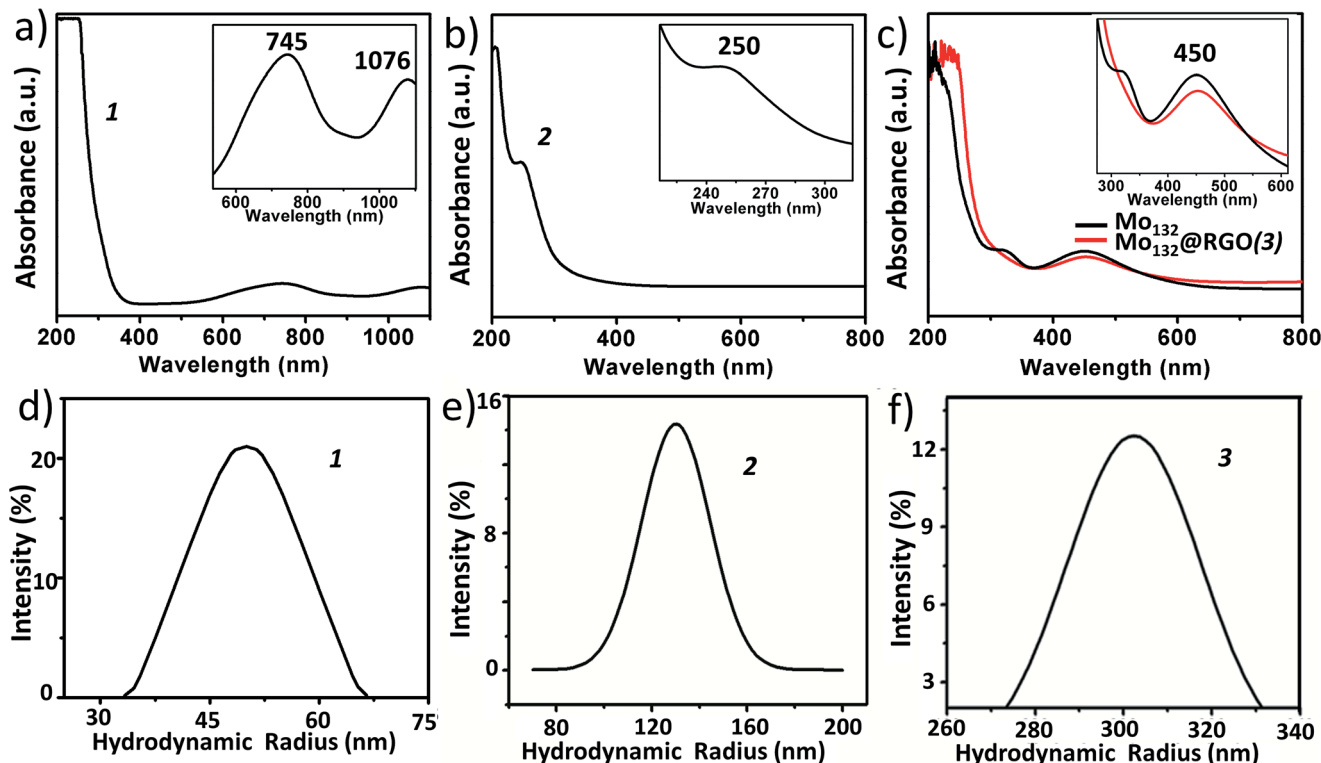 a)
Absorbance (a.u.)
1
745
1076
600 800 1000
Wavelength (nm)
200 400 600 800 1000
Wavelength (nm)
b)
Absorbance (a.u.)
2
250
240 270 300
Wavelength (nm)
200 400 600 800
Wavelength (nm)
c)
Absorbance (a.u.)
450
300 400 500 600
Wavelength (nm)
Mo132
Mo132@RGO(3)
200 400 600 800
Wavelength (nm)
d)
Intensity (%)
20
10
0
1
30 45 60 75
Hydrodynamic Radius (nm)
e)
Intensity (%)
16
8
0
2
80 120 160 200
Hydrodynamic Radius (nm)
f)
Intensity (%)
12
9
6
3
3
260 280 300 320 340
Hydrodynamic Radius (nm)